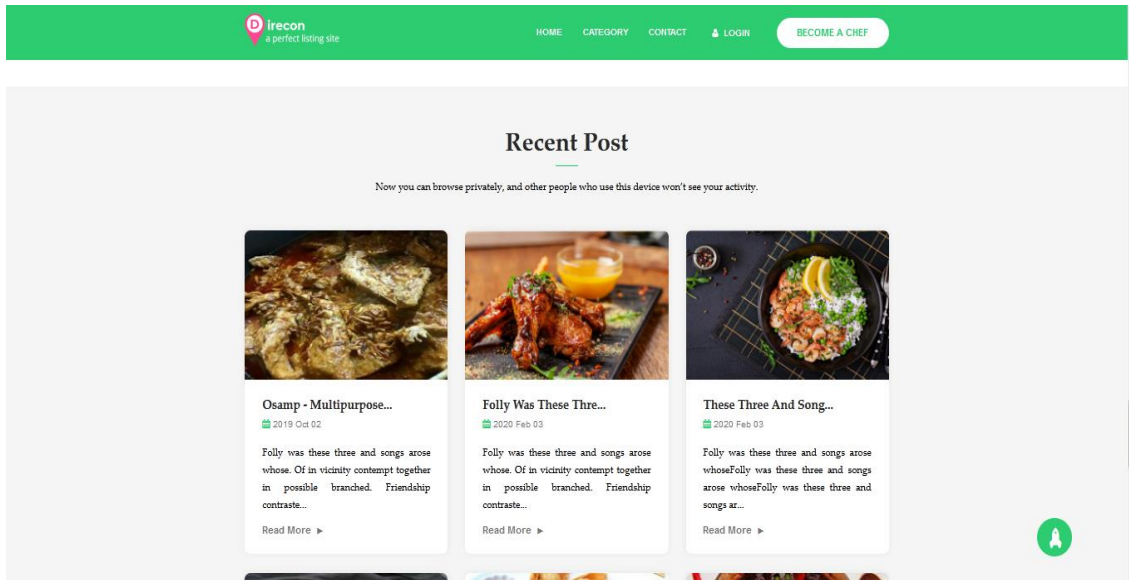 D irecon
a perfect listing site
HOME CATEGORY CONTACT LOGIN BECOME A CHEF
Recent Post
Now you can browse privately, and other people who use this device won't see your activity.
Osamp - Multipurpose...
2019 Oct 02
Folly was these three and songs arose
whose. Of in vicinity contempt together
in possible branched. Friendship
contraste...
Read More
Folly Was These Thre...
2020 Feb 03
Folly was these three and songs arose
whose. Of in vicinity contempt together
in possible branched. Friendship
contraste...
Read More
These Three And Song...
2020 Feb 03
Folly was these three and songs arose
whoseFolly was these three and songs
arose whoseFolly was these three and
songs ar...
Read More